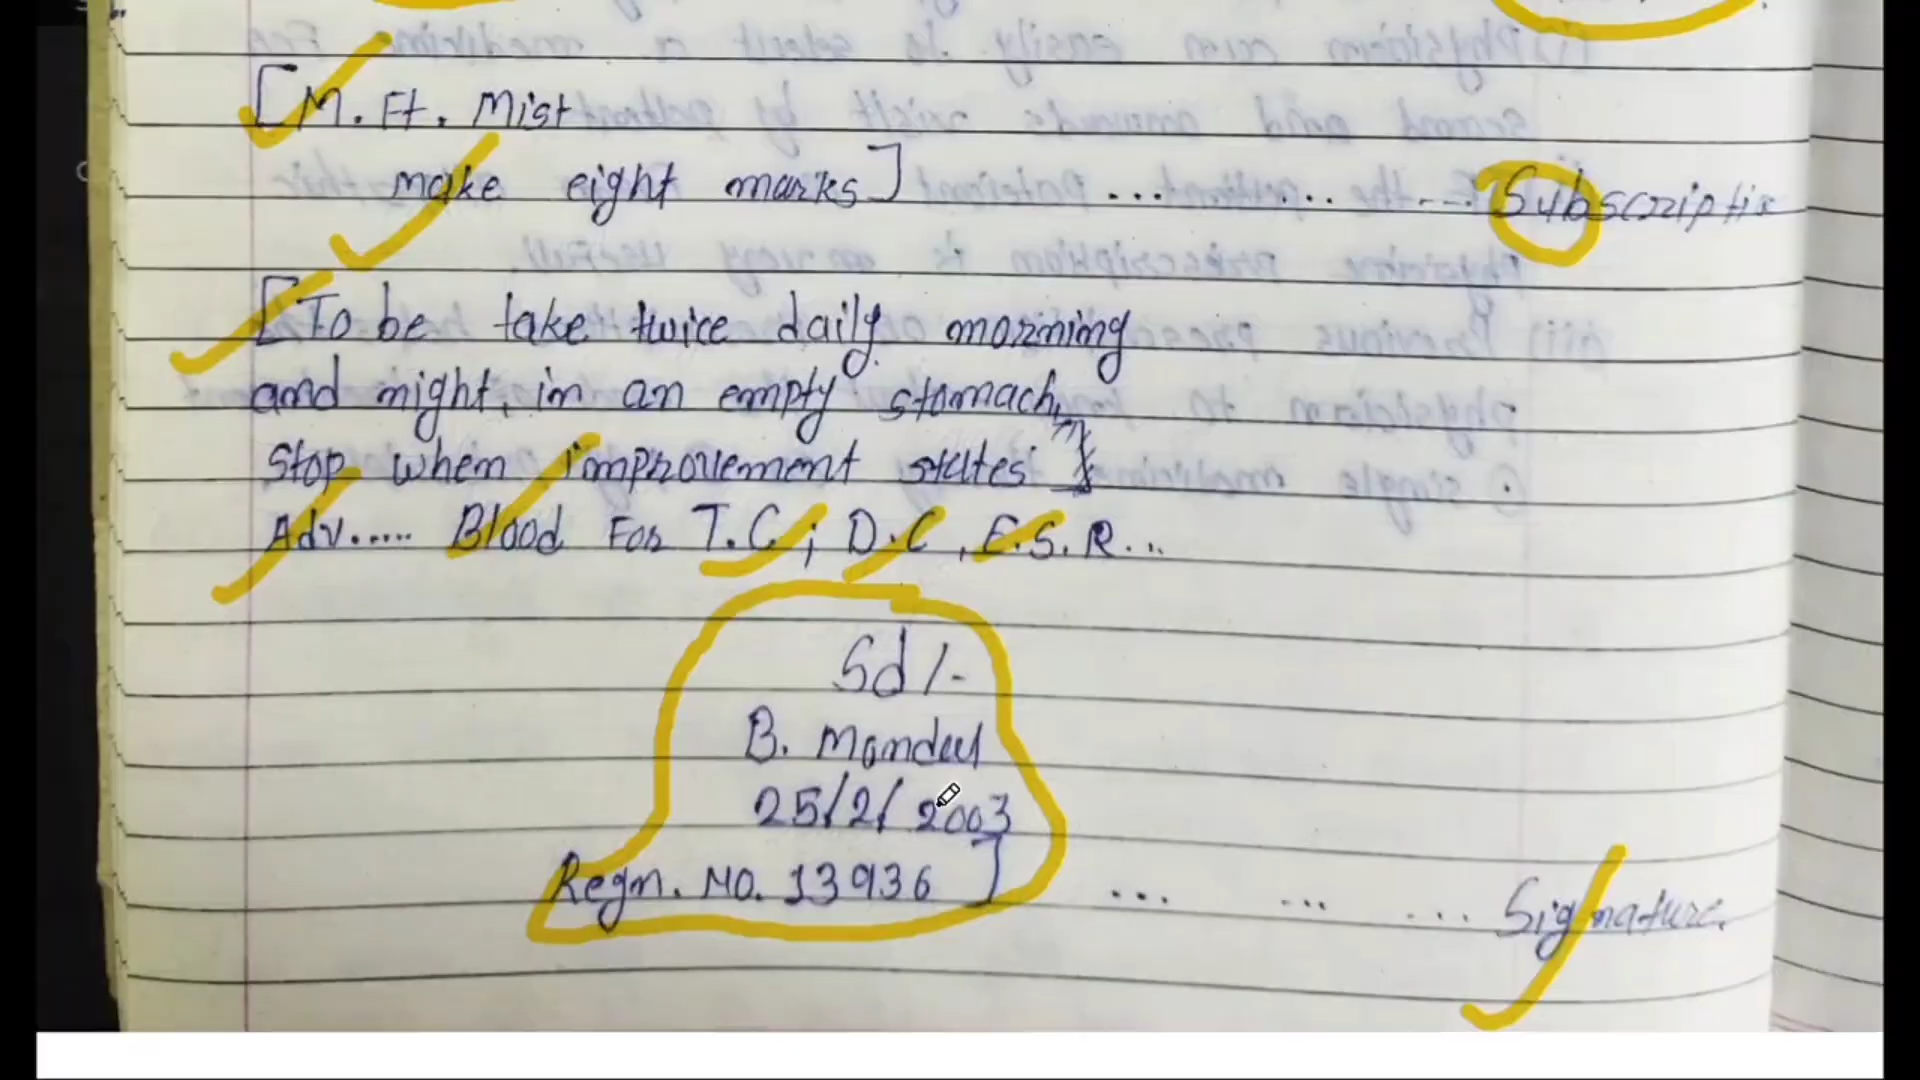 [M. Ft. Mist
make eight marks] ... ... .... Subscriptio
[To be take twice daily morning
and night, in an empty stomach,
Stop when improvement states ]
Adv..... Blood For T.C; D.C, E.S.R...
Sd/-
B. Mondal
25/2/2003
Regn. No. 13936 ] ... ... .... Signature.